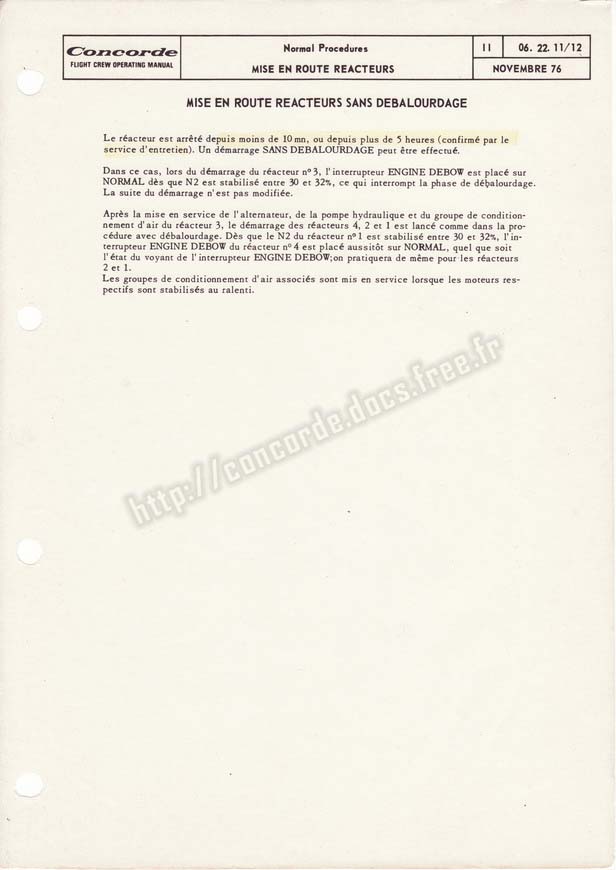 Concorde
FLIGHT CREW OPERATING MANUAL
Normal Procedures
MISE EN ROUTE REACTEURS
11
06. 22. 11/12
NOVEMBRE 76
MISE EN ROUTE REACTEURS SANS DEBALOURDAGE
Le réacteur est arrêté depuis moins de 10 mn, ou depuis plus de 5 heures (confirmé par le
service d'entretien). Un démarrage SANS DEBALOURDAGE peut être effectué.
Dans ce cas, lors du démarrage du réacteur n°3, l'interrupteur ENGINE DEBOW est placé sur
NORMAL dès que N2 est stabilisé entre 30 et 32%, ce qui interrompt la phase de débalourdage.
La suite du démarrage n'est pas modifiée.
Après la mise en service de l'alternateur, de la pompe hydraulique et du groupe de condition-
nement d'air du réacteur 3, le démarrage des réacteurs 4, 2 et 1 est lancé comme dans la pro-
cédure avec débalourdage. Dès que le N2 du réacteur n°1 est stabilisé entre 30 et 32%, l'in-
terrupteur ENGINE DEBOW du réacteur n°4 est placé aussitôt sur NORMAL, quel que soit
l'état du voyant de l'interrupteur ENGINE DEBOW;on pratiquera de même pour les réacteurs
2 et 1.
Les groupes de conditionnement d'air associés sont mis en service lorsque les moteurs res-
pectifs sont stabilisés au ralenti.
http://concorde.docs.free.fr